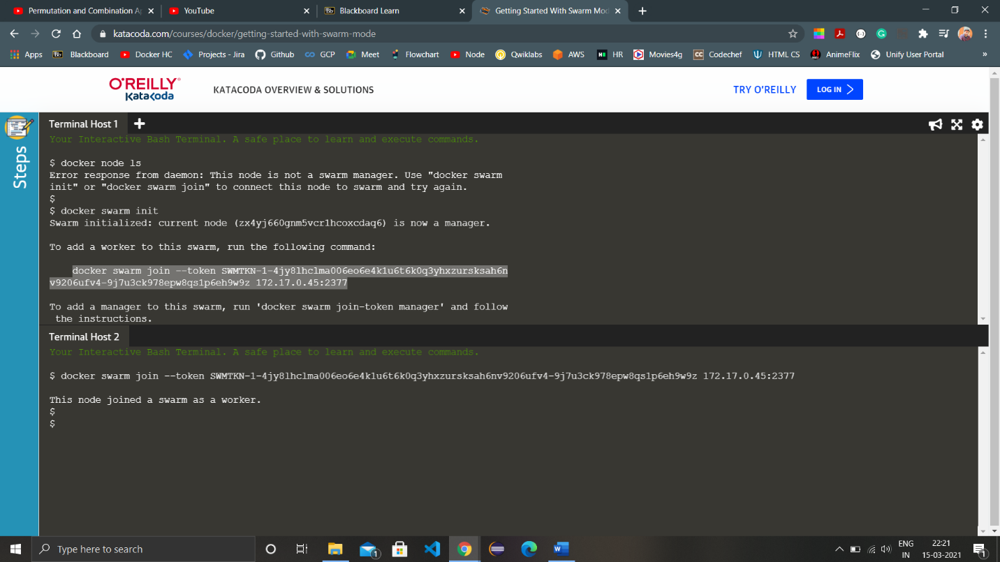 Permutation and Combination Ap
YouTube
Blackboard Learn
Getting Started With Swarm Mod
katacoda.com/courses/docker/getting-started-with-swarm-mode
Apps Bb Blackboard Docker HC Projects - Jira Github GCP Meet Flowchart Node Qwiklabs AWS HR Movies4g CC Codechef HTML CS AnimeFlix Unify User Portal »
O'REILLY®
Katacoda
KATACODA OVERVIEW & SOLUTIONS
TRY O'REILLY
LOG IN
Steps
Terminal Host 1
Your Interactive Bash Terminal. A safe place to learn and execute commands.
$ docker node ls
Error response from daemon: This node is not a swarm manager. Use "docker swarm
init" or "docker swarm join" to connect this node to swarm and try again.
$
$ docker swarm init
Swarm initialized: current node (zx4yj660gnm5vcr1hcoxcdaq6) is now a manager.
To add a worker to this swarm, run the following command:
docker swarm join --token SWMTKN-1-4jy8lhclma006eo6e4k1u6t6k0q3yhxzursksah6n
v9206ufv4-9j7u3ck978epw8qs1p6eh9w9z 172.17.0.45:2377
To add a manager to this swarm, run 'docker swarm join-token manager' and follow
the instructions.
Terminal Host 2
Your Interactive Bash Terminal. A safe place to learn and execute commands.
$ docker swarm join --token SWMTKN-1-4jy8lhclma006eo6e4k1u6t6k0q3yhxzursksah6nv9206ufv4-9j7u3ck978epw8qs1p6eh9w9z 172.17.0.45:2377
This node joined a swarm as a worker.
$
$
Type here to search
1
ENG
IN
22:21
15-03-2021
1